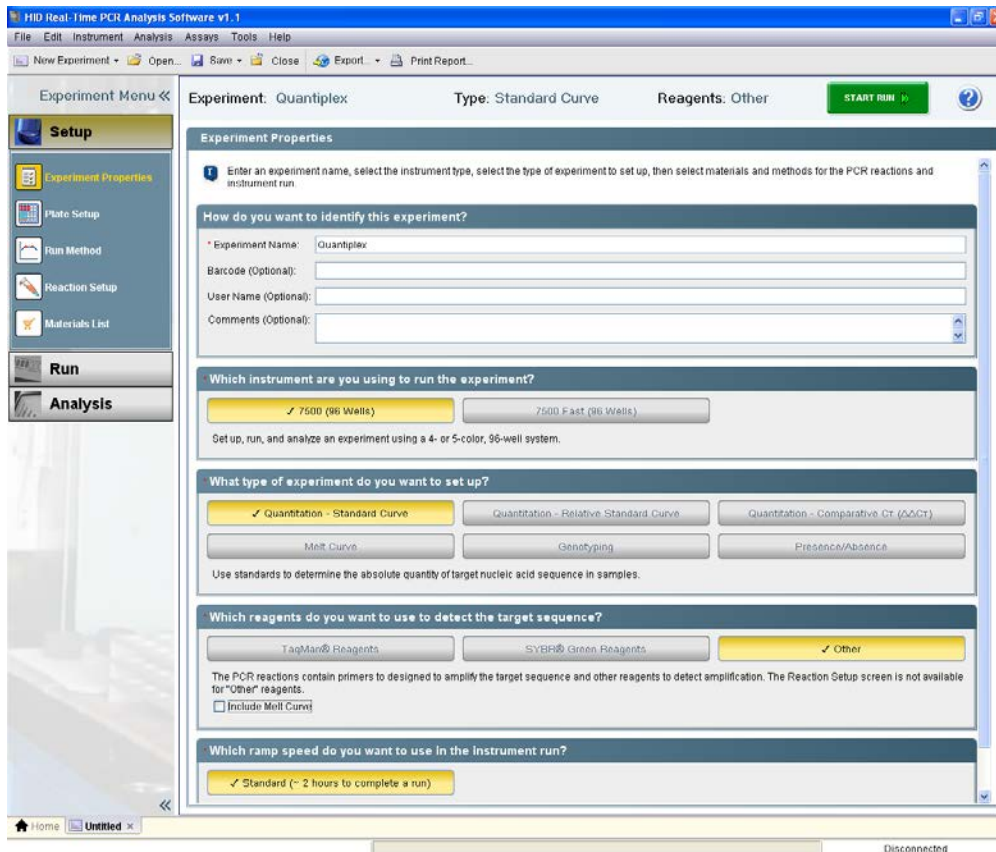 HID Real-Time PCR Analysis Software v1.1
File Edit Instrument Analysis Assays Tools Help
New Experiment Open... Save Close Export... Print Report...
Experiment Menu «
Experiment: Quantiplex Type: Standard Curve Reagents: Other START RUN
Setup
Experiment Properties
Plate Setup
Run Method
Reaction Setup
Materials List
Run
Analysis
Experiment Properties
Enter an experiment name, select the instrument type, select the type of experiment to set up, then select materials and methods for the PCR reactions and
instrument run.
How do you want to identify this experiment?
* Experiment Name: Quantiplex
Barcode (Optional):
User Name (Optional):
Comments (Optional):
* Which instrument are you using to run the experiment?
✓ 7500 (96 Wells) 7500 Fast (96 Wells)
Set up, run, and analyze an experiment using a 4- or 5-color, 96-well system.
* What type of experiment do you want to set up?
✓ Quantitation - Standard Curve Quantitation - Relative Standard Curve Quantitation - Comparative CT (ΔΔCT)
Melt Curve Genotyping Presence/Absence
Use standards to determine the absolute quantity of target nucleic acid sequence in samples.
* Which reagents do you want to use to detect the target sequence?
TaqMan® Reagents SYBR® Green Reagents ✓ Other
The PCR reactions contain primers to designed to amplify the target sequence and other reagents to detect amplification. The Reaction Setup screen is not available
for "Other" reagents.
Include Melt Curve
* Which ramp speed do you want to use in the instrument run?
✓ Standard (~ 2 hours to complete a run)
«
Home Untitled ×
Disconnected